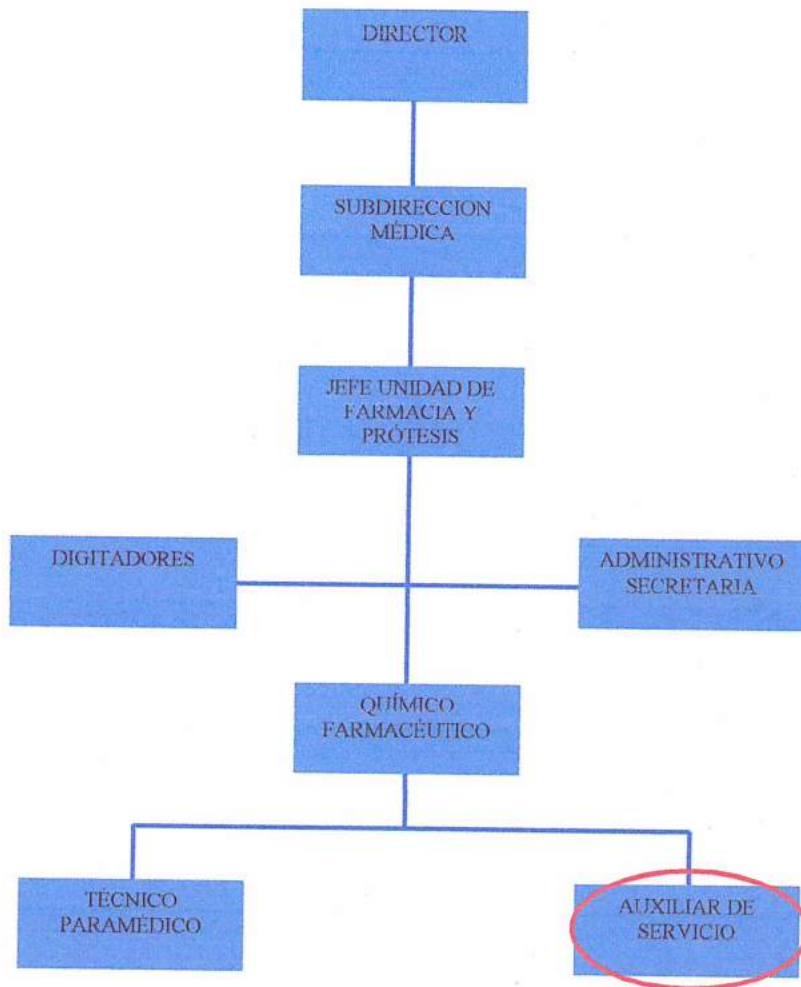 DIRECTOR
SUBDIRECCION
MÉDICA
JEFE UNIDAD DE
FARMACIA Y
PRÓTESIS
DIGITADORES
ADMINISTRATIVO
SECRETARIA
QUÍMICO
FARMACÉUTICO
TÉCNICO
PARAMÉDICO
AUXILIAR DE
SERVICIO